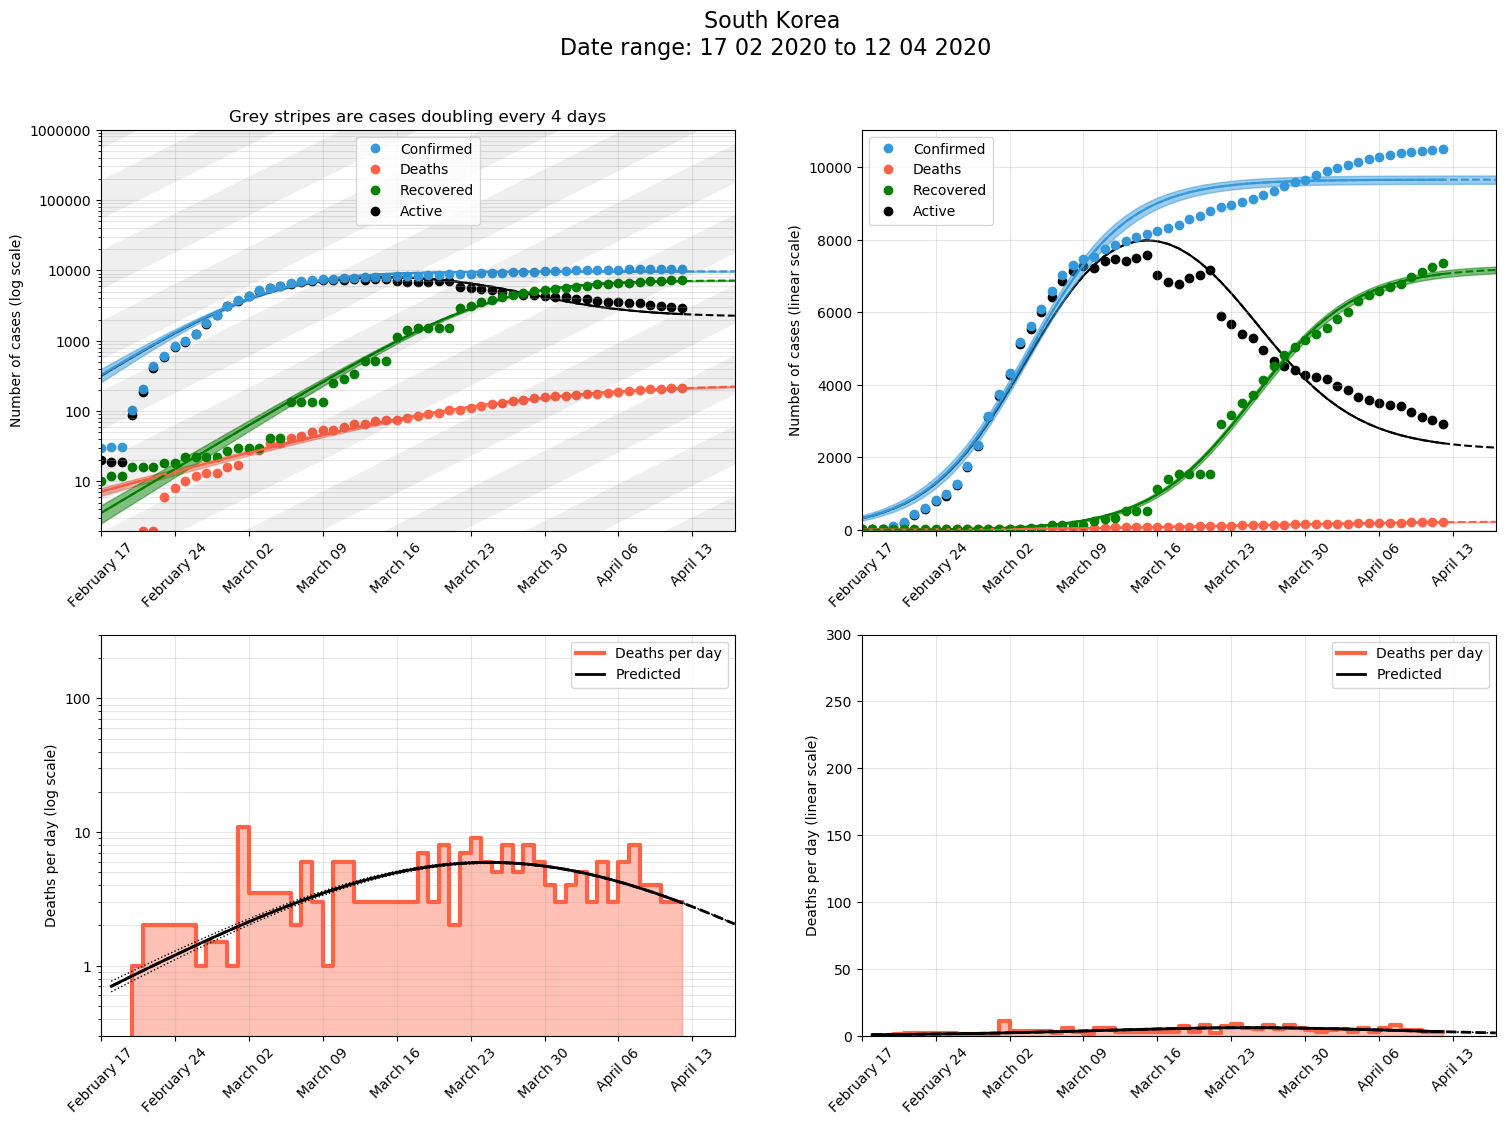 South Korea
Date range: 17 02 2020 to 12 04 2020
Grey stripes are cases doubling every 4 days
Number of cases (log scale)
1000000
100000
10000
1000
100
10
Confirmed
Deaths
Recovered
Active
February 17
February 24
March 02
March 09
March 16
March 23
March 30
April 06
April 13
Number of cases (linear scale)
10000
8000
6000
4000
2000
0
Confirmed
Deaths
Recovered
Active
February 17
February 24
March 02
March 09
March 16
March 23
March 30
April 06
April 13
Deaths per day (log scale)
100
10
1
Deaths per day
Predicted
February 17
February 24
March 02
March 09
March 16
March 23
March 30
April 06
April 13
Deaths per day (linear scale)
300
250
200
150
100
50
0
Deaths per day
Predicted
February 17
February 24
March 02
March 09
March 16
March 23
March 30
April 06
April 13